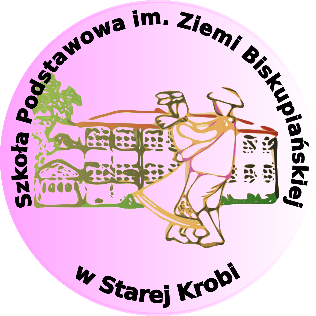 Szkoła Podstawowa im. Ziemi Biskupiańskiej
w Starej Krobi